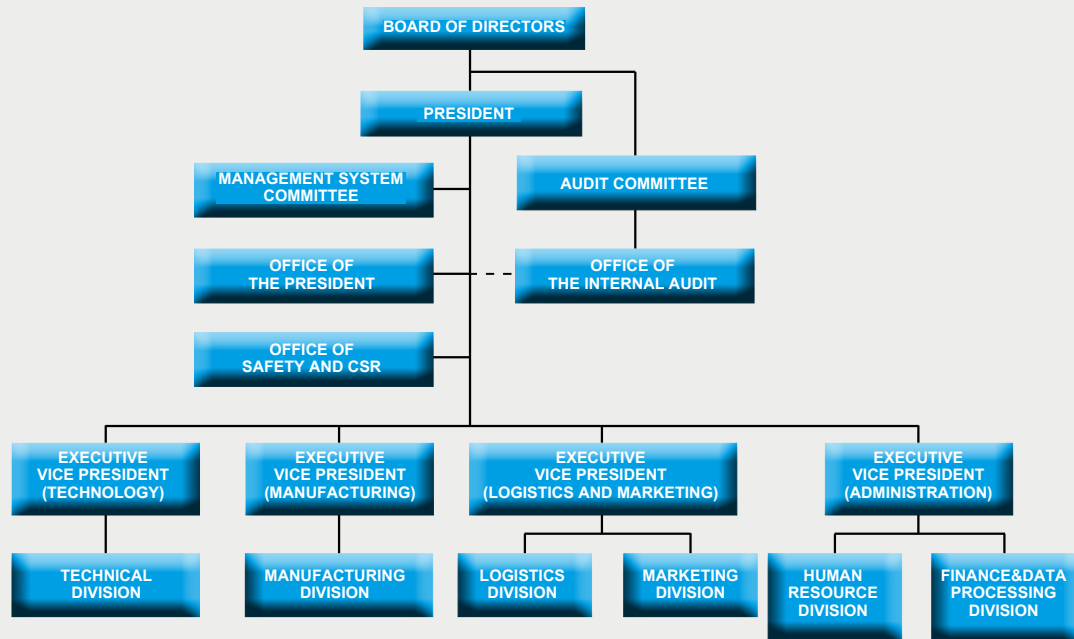 BOARD OF DIRECTORS
PRESIDENT
MANAGEMENT SYSTEM
COMMITTEE
AUDIT COMMITTEE
OFFICE OF
THE PRESIDENT
OFFICE OF
THE INTERNAL AUDIT
OFFICE OF
SAFETY AND CSR
EXECUTIVE
VICE PRESIDENT
(TECHNOLOGY)
EXECUTIVE
VICE PRESIDENT
(MANUFACTURING)
EXECUTIVE
VICE PRESIDENT
(LOGISTICS AND MARKETING)
EXECUTIVE
VICE PRESIDENT
(ADMINISTRATION)
TECHNICAL
DIVISION
MANUFACTURING
DIVISION
LOGISTICS
DIVISION
MARKETING
DIVISION
HUMAN
RESOURCE
DIVISION
FINANCE&DATA
PROCESSING
DIVISION